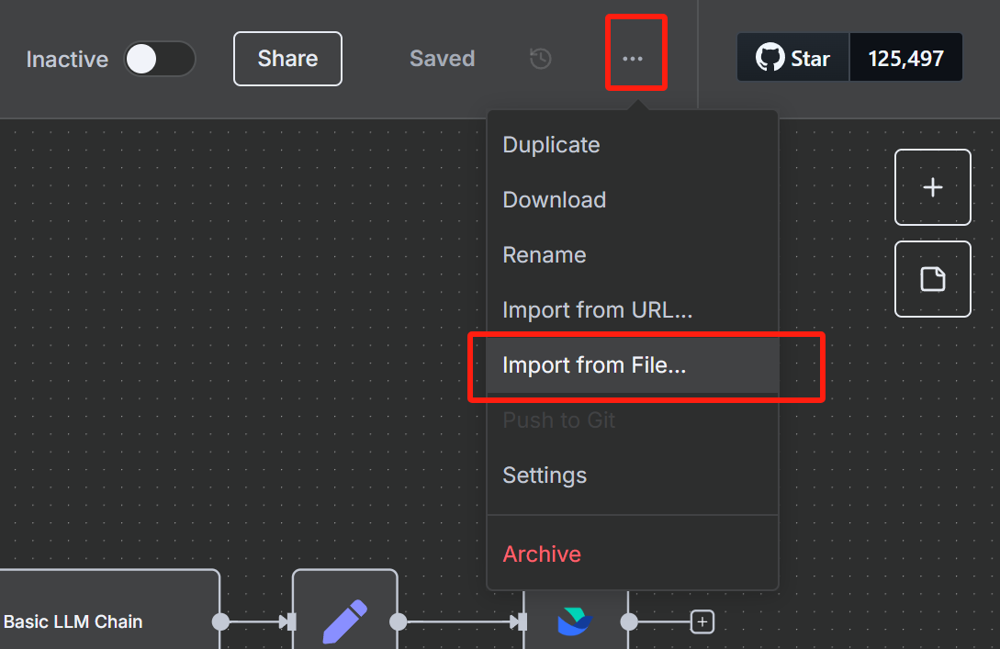 Inactive
Share
Saved
Star
125,497
Duplicate
Download
Rename
Import from URL...
Import from File...
Push to Git
Settings
Archive
Basic LLM Chain